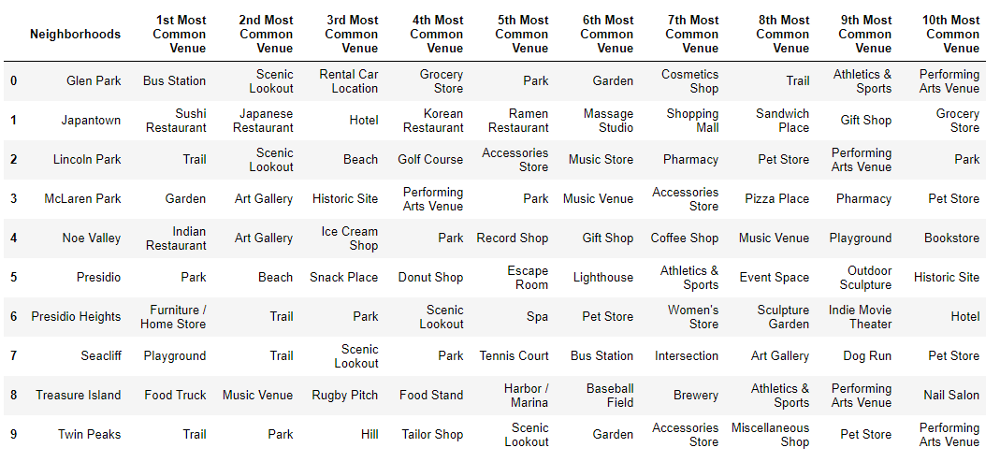 Neighborhoods 1st Most Common Venue 2nd Most Common Venue 3rd Most Common Venue 4th Most Common Venue 5th Most Common Venue 6th Most Common Venue 7th Most Common Venue 8th Most Common Venue 9th Most Common Venue 10th Most Common Venue
0 Glen Park Bus Station Scenic Lookout Rental Car Location Grocery Store Park Garden Cosmetics Shop Trail Athletics & Sports Performing Arts Venue
1 Japantown Sushi Restaurant Japanese Restaurant Hotel Korean Restaurant Ramen Restaurant Massage Studio Shopping Mall Sandwich Place Gift Shop Grocery Store
2 Lincoln Park Trail Scenic Lookout Beach Golf Course Accessories Store Music Store Pharmacy Pet Store Performing Arts Venue Park
3 McLaren Park Garden Art Gallery Historic Site Performing Arts Venue Park Music Venue Accessories Store Pizza Place Pharmacy Pet Store
4 Noe Valley Indian Restaurant Art Gallery Ice Cream Shop Park Record Shop Gift Shop Coffee Shop Music Venue Playground Bookstore
5 Presidio Park Beach Snack Place Donut Shop Escape Room Lighthouse Athletics & Sports Event Space Outdoor Sculpture Historic Site
6 Presidio Heights Furniture / Home Store Trail Park Scenic Lookout Spa Pet Store Women's Store Sculpture Garden Indie Movie Theater Hotel
7 Seacliff Playground Trail Scenic Lookout Park Tennis Court Bus Station Intersection Art Gallery Dog Run Pet Store
8 Treasure Island Food Truck Music Venue Rugby Pitch Food Stand Harbor / Marina Baseball Field Brewery Athletics & Sports Performing Arts Venue Nail Salon
9 Twin Peaks Trail Park Hill Tailor Shop Scenic Lookout Garden Accessories Store Miscellaneous Shop Pet Store Performing Arts Venue